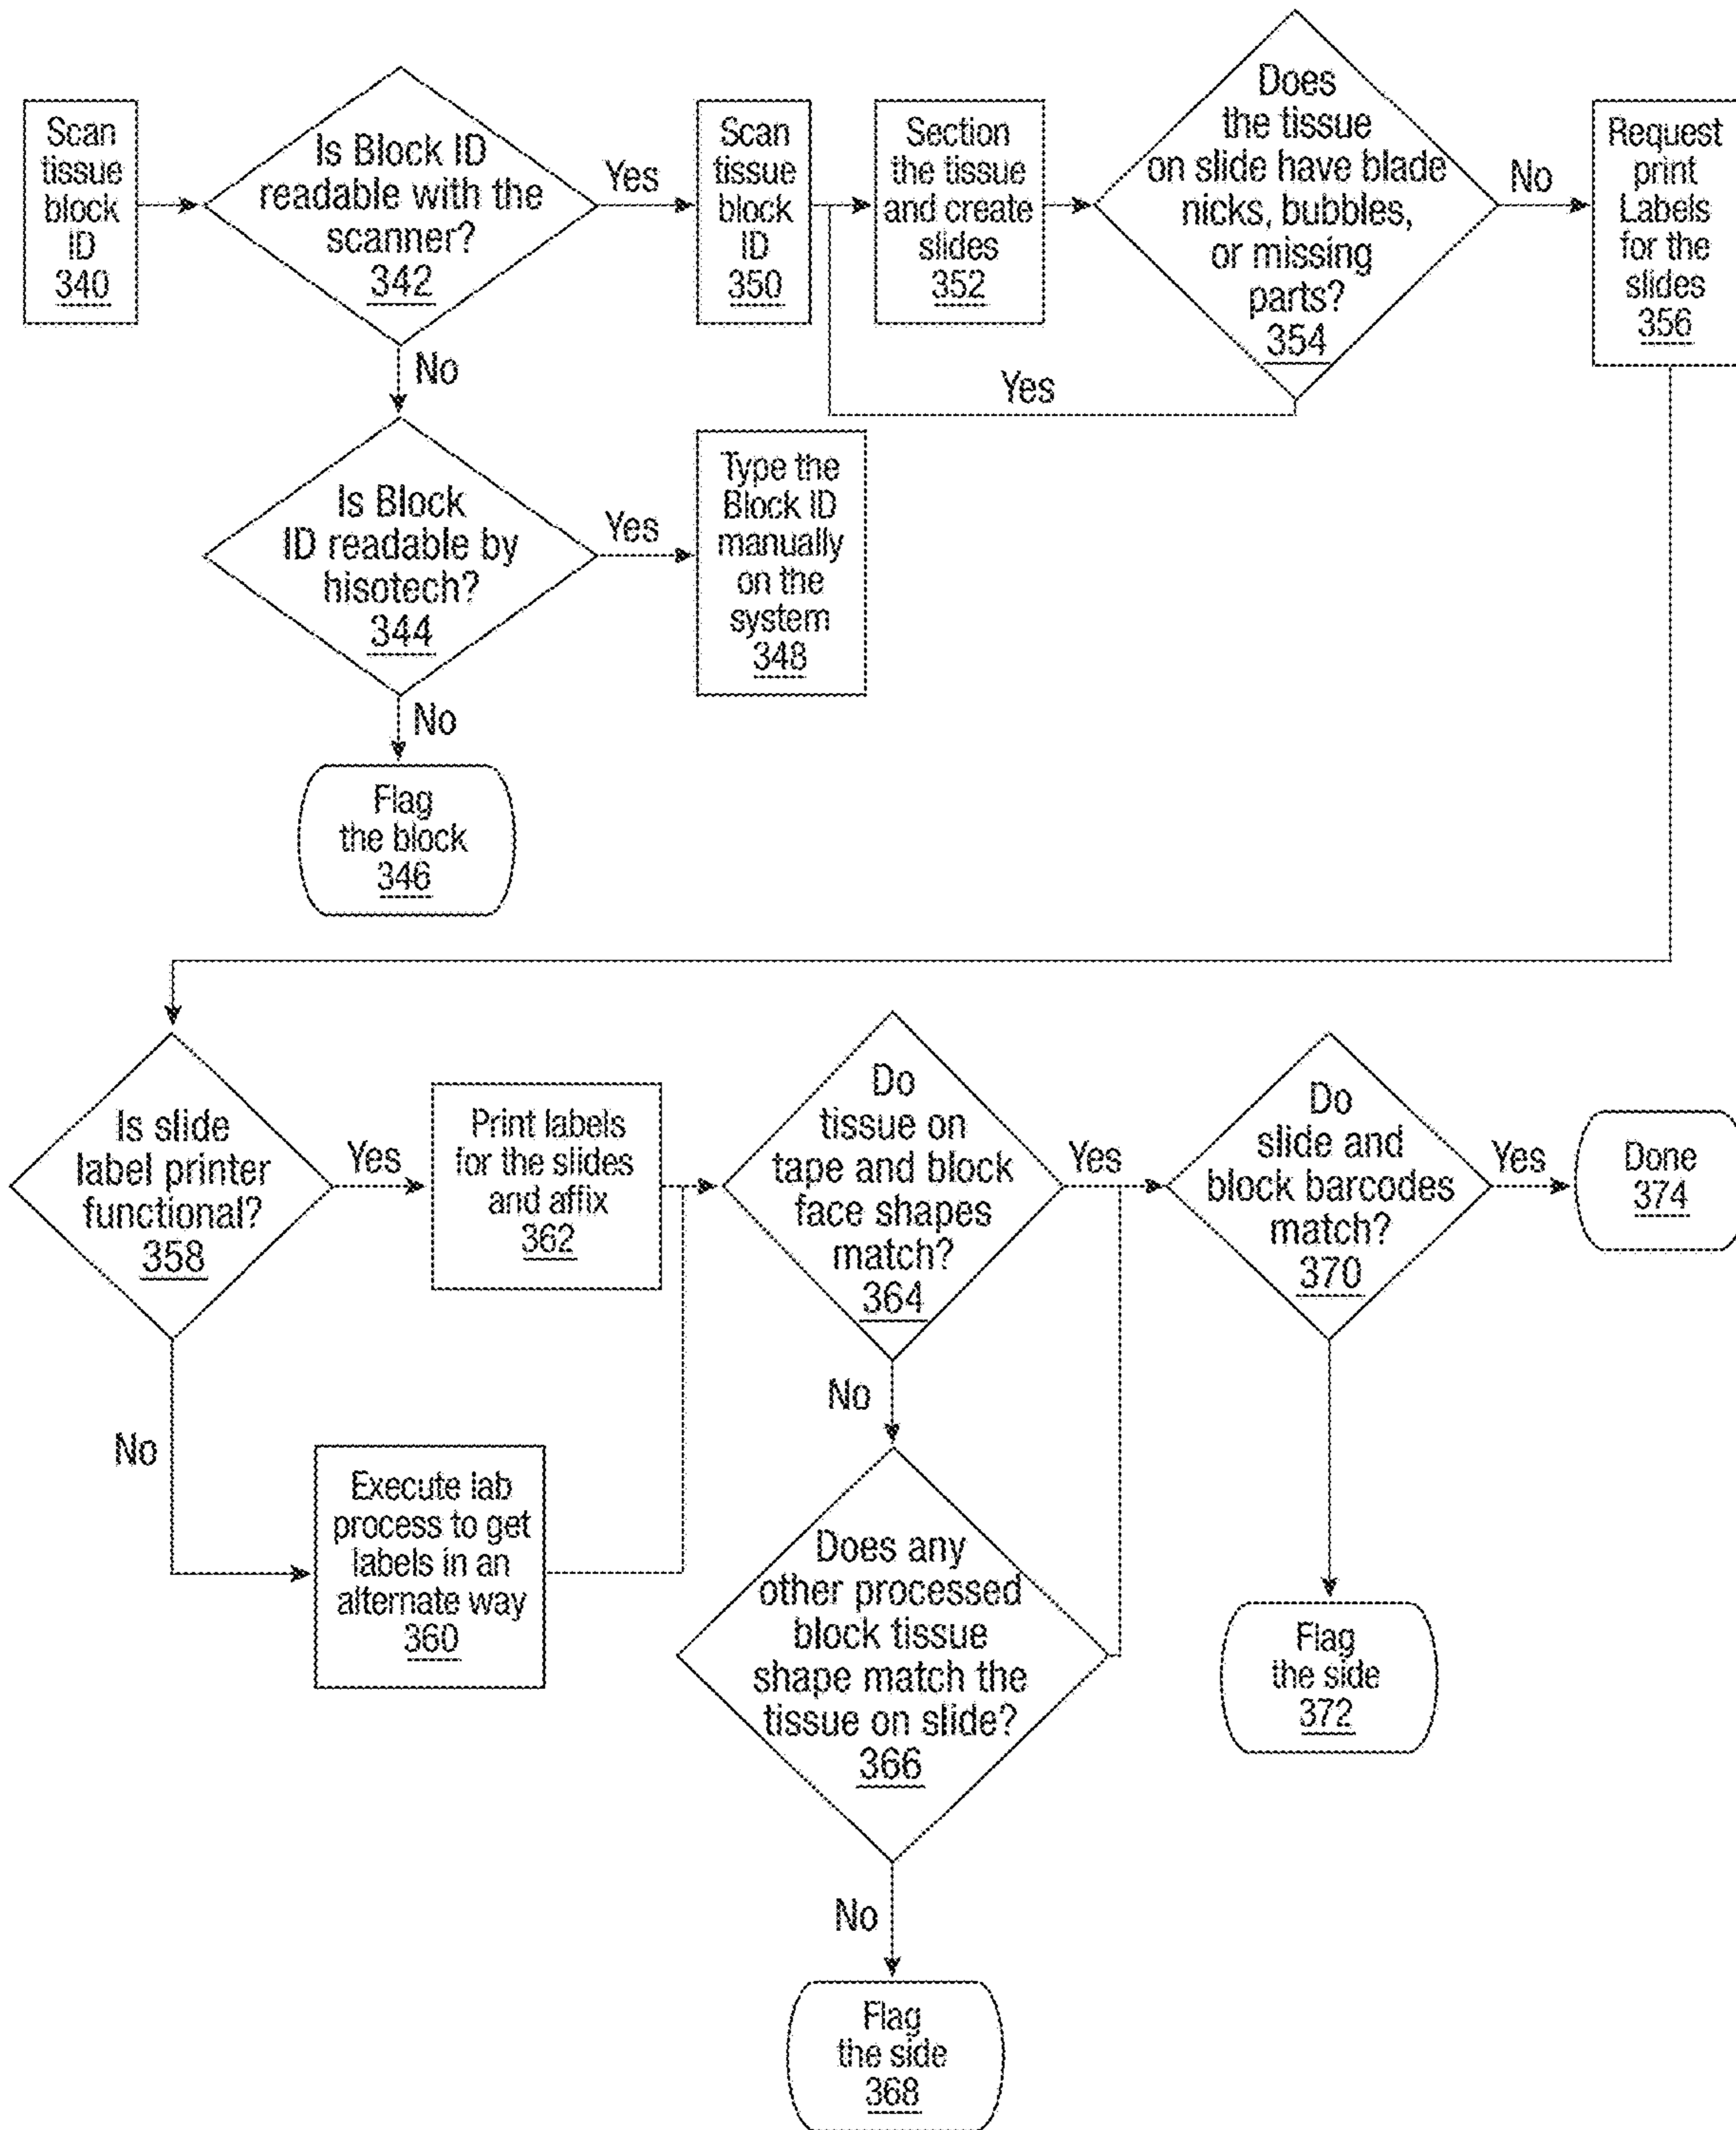 Scan
tissue
block
ID
340
Is Block ID
readable with the
scanner?
342
Yes
No
Scan
tissue
block
ID
350
Section
the tissue
and create
slides
352
Does
the tissue
on slide have blade
nicks, bubbles,
or missing
parts?
354
Yes
No
Request
print
Labels
for the
slides
356
Is Block
ID readable by
hisotech?
344
Yes
No
Type the
Block ID
manually
on the
system
348
Flag
the block
346
Is slide
label printer
functional?
358
Yes
No
Print labels
for the slides
and affix
362
Execute lab
process to get
labels in an
alternate way
360
Do
tissue on
tape and block
face shapes
match?
364
Yes
No
Does any
other processed
block tissue
shape match the
tissue on slide?
366
No
Flag
the side
368
Do
slide and
block barcodes
match?
370
Yes
Done
374
Flag
the side
372